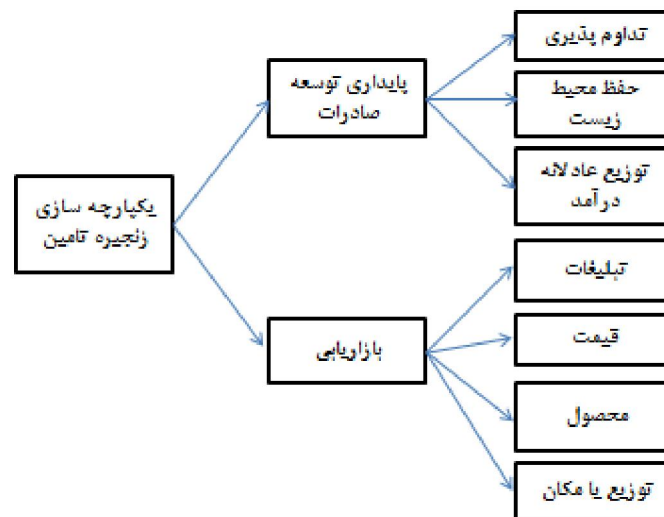 یکپارچه سازی
زنجیره تامین
پایداری توسعه
صادرات
بازاریابی
تداوم پذیری
حفظ محیط
زیست
توزیع عادلانه
درآمد
تبلیغات
قیمت
محصول
توزیع یا مکان